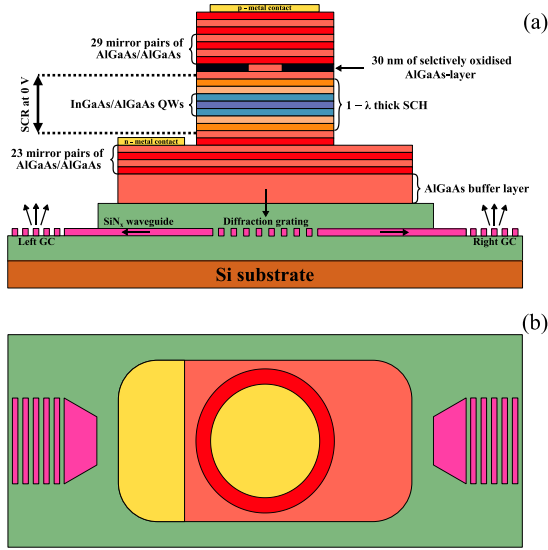 p - metal contact
(a)
29 mirror pairs of
AlGaAs/AlGaAs
30 nm of selctively oxidised
AlGaAs-layer
SCR at 0 V
InGaAs/AlGaAs QWs
1 – λ thick SCH
n - metal contact
23 mirror pairs of
AlGaAs/AlGaAs
AlGaAs buffer layer
SiNₓ waveguide
Diffraction grating
Left GC
Right GC
Si substrate
(b)